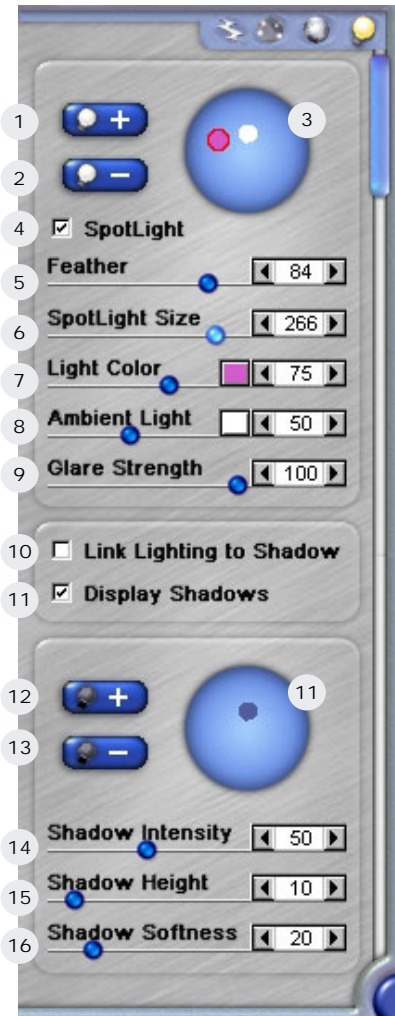 1 +
3
2 −
4 SpotLight
Feather
5 84
SpotLight Size
6 266
Light Color
7 75
Ambient Light
8 50
Glare Strength
9 100
10 Link Lighting to Shadow
11 Display Shadows
12 +
11
13 −
Shadow Intensity
14 50
Shadow Height
15 10
Shadow Softness
16 20